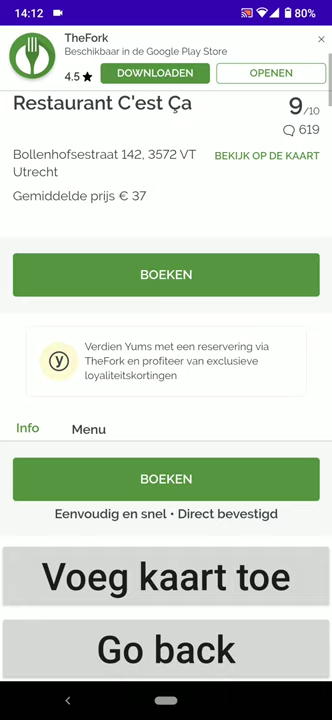 14:12
80%
TheFork
Beschikbaar in de Google Play Store
4.5 ★
DOWNLOADEN
OPENEN
×
Restaurant C'est Ça
9/10
619
Bollenhofsestraat 142, 3572 VT
Utrecht
BEKIJK OP DE KAART
Gemiddelde prijs € 37
BOEKEN
y
Verdien Yums met een reservering via
TheFork en profiteer van exclusieve
loyaliteitskortingen
Info
Menu
BOEKEN
Eenvoudig en snel • Direct bevestigd
Voeg kaart toe
Go back